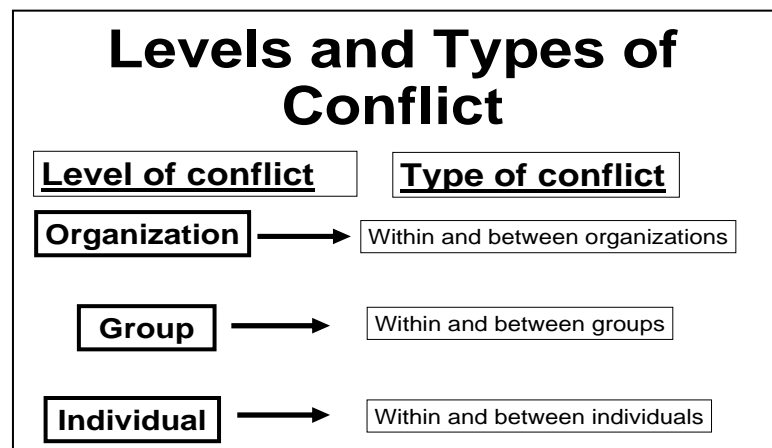 Levels and Types of
Conflict
Level of conflict
Type of conflict
Organization
Within and between organizations
Group
Within and between groups
Individual
Within and between individuals